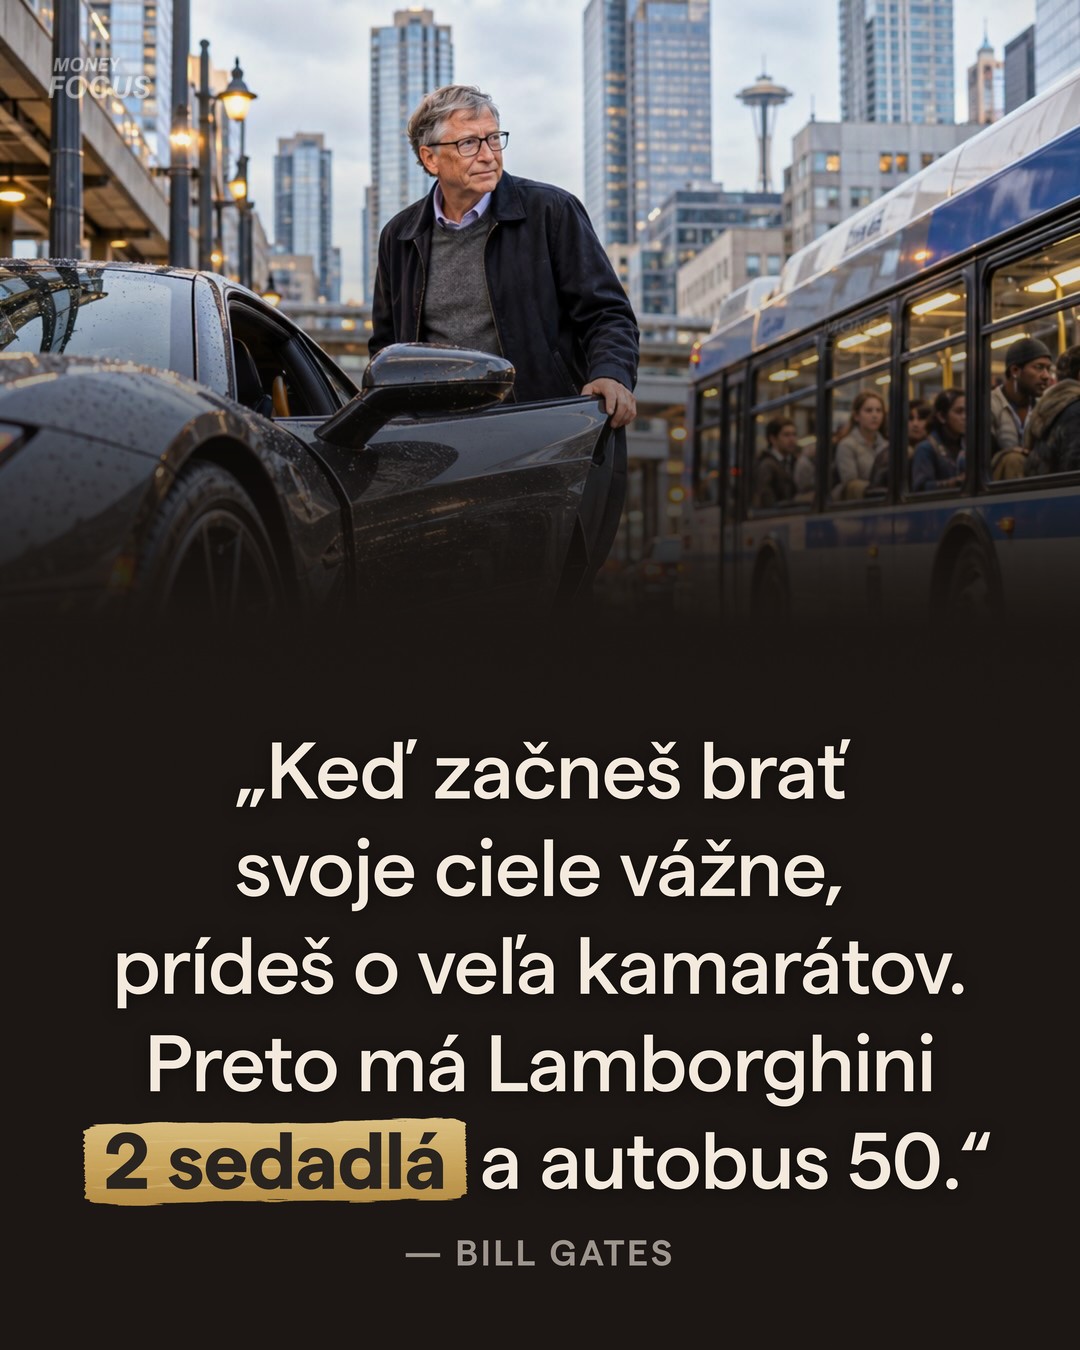 MONEY
FOCUS
„Keď začneš brať
svoje ciele vážne,
prídeš o veľa kamarátov.
Preto má Lamborghini
2 sedadlá a autobus 50.“
— BILL GATES